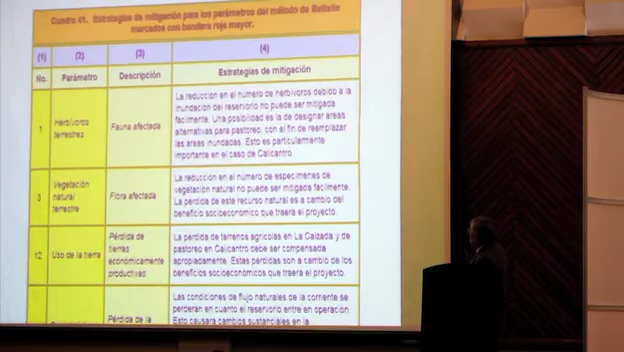 Cuadro 41. Estrategias de mitigación para los parámetros del método de Battelle
marcados con bandera roja mayor.
(1) (2) (3) (4)
No. Parámetro Descripción Estrategias de mitigación
1 Herbívoros terrestres Fauna afectada
La reducción en el número de herbívoros debido a la
inundación del reservorio no puede ser mitigada
facilmente. Una posibilidad es la de designar áreas
alternativas para pastoreo, con el fin de reemplazar
las áreas inundadas. Esto es particularmente
importante en el caso de Calicantro.
3 Vegetación natural terrestre Flora afectada
La reducción en el número de especímenes de
vegetación natural no puede ser mitigada facilmente.
La perdida de este recurso natural es a cambio del
beneficio socioeconomico que traerá el proyecto.
12 Uso de la tierra Pérdida de tierras económicamente productivas
La pérdida de terrenos agrícolas en La Calzada y de
pastoreo en Calicantro debe ser compensada
apropiadamente. Estas pérdidas son a cambio de los
beneficios socioeconómicos que traerá el proyecto.
Pérdida de la
Las condiciones de flujo naturales de la corriente se
perderán en cuanto el reservorio entre en operacion.
Esto causará cambios sustanciales en la